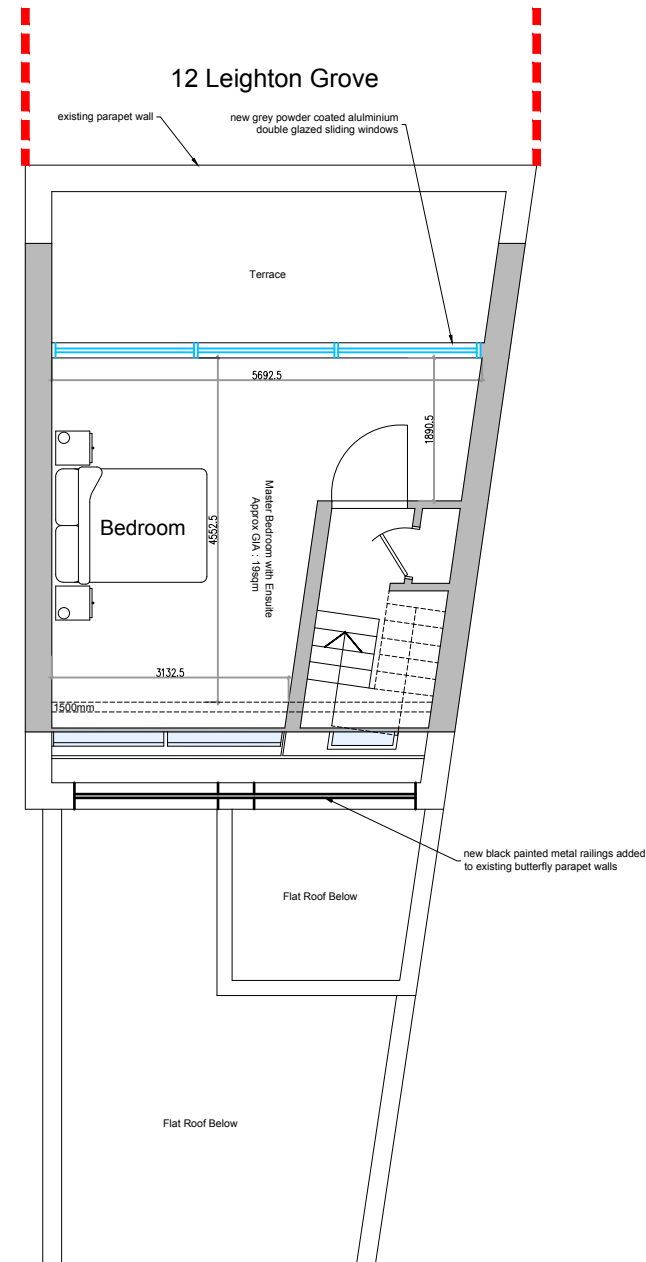 12 Leighton Grove
existing parapet wall
new grey powder coated alulminium
double glazed sliding windows
Terrace
5692.5
1890.5
4552.5
Master Bedroom with Ensuite
Approx GIA : 19sqm
Bedroom
3132.5
1500mm
new black painted metal railings added
to existing butterfly parapet walls
Flat Roof Below
Flat Roof Below